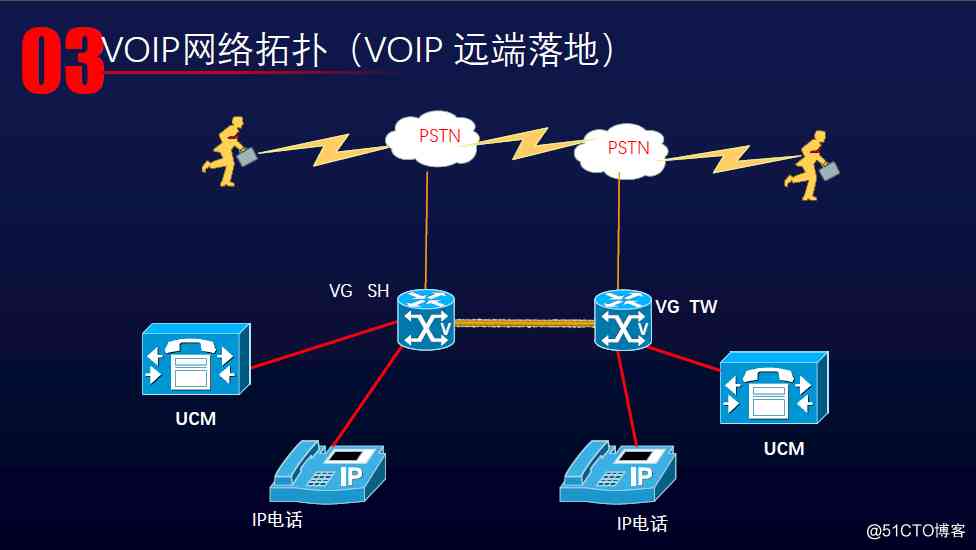 03
VOIP网络拓扑（VOIP 远端落地）
PSTN
PSTN
VG SH
VG TW
V
V
UCM
UCM
IP
IP
IP电话
IP电话
@51CTO博客